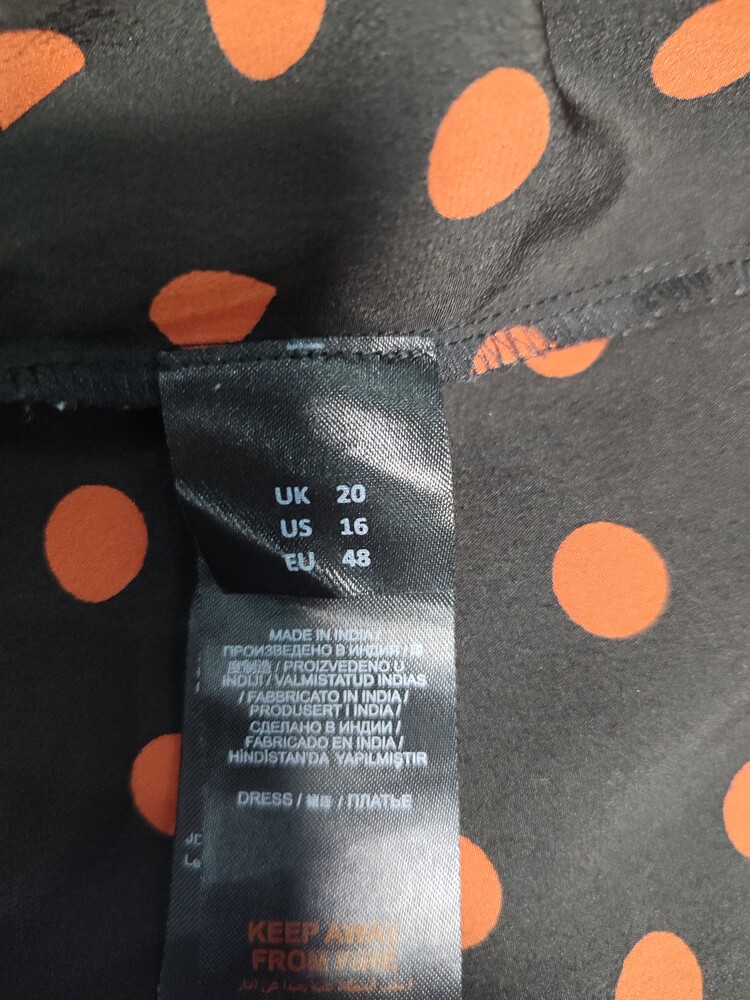 UK 20
US 16
EU 48
MADE IN INDIA /
ПРОИЗВЕДЕНО В ИНДИЯ /
/ PROIZVEDENO U
INDIJI / VALMISTATUD INDIAS
/ FABBRICATO IN INDIA /
PRODUSERT I INDIA /
СДЕЛАНО В ИНДИИ /
FABRICADO EN INDIA /
HİNDİSTAN'DA YAPILMIŞTIR
DRESS / / ПЛАТЬЕ
KEEP AWAY
FROM FIRE